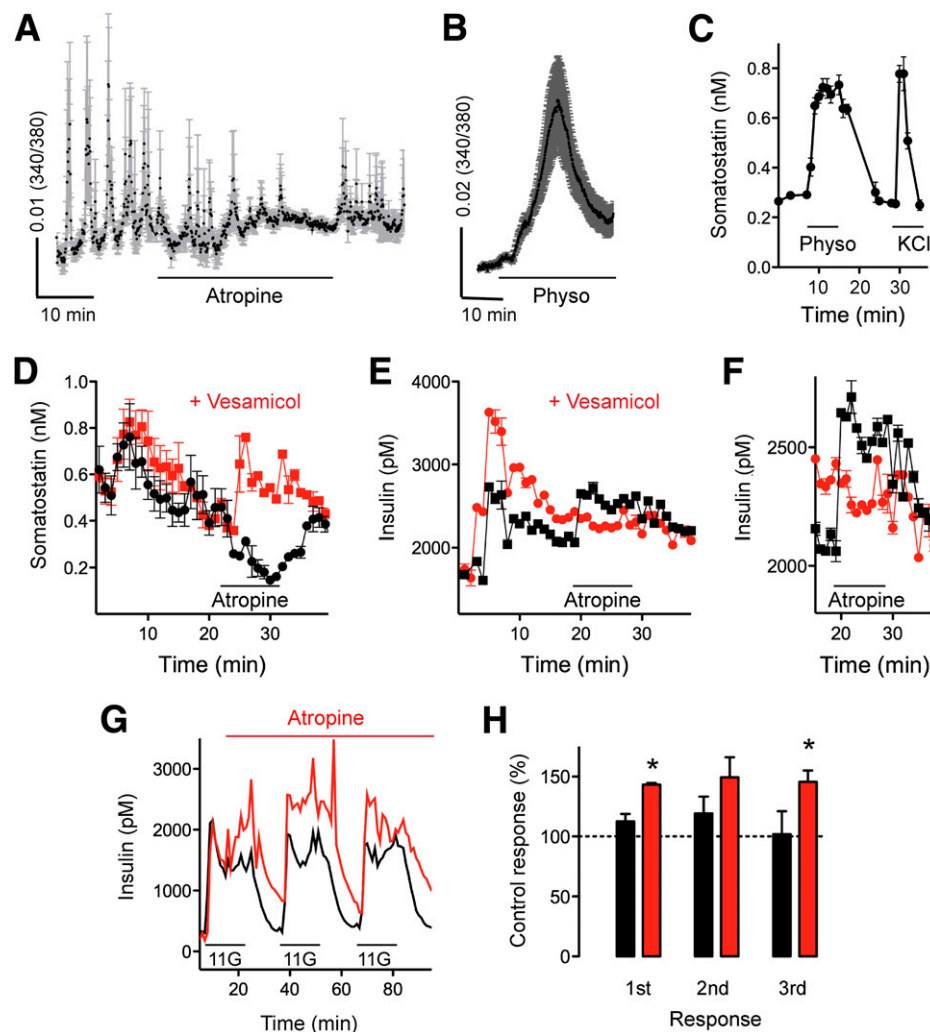 A
0.01 (340/380)
10 min
Atropine
B
0.02 (340/380)
10 min
Physo
C
Somatostatin (nM)
0.8
0.6
0.4
0.2
0.0
Physo
KCl
10 20 30
Time (min)
D
Somatostatin (nM)
1.0
0.8
0.6
0.4
0.2
+ Vesamicol
Atropine
10 20 30
Time (min)
E
Insulin (pM)
4000
3000
2000
+ Vesamicol
Atropine
10 20 30
Time (min)
F
Insulin (pM)
2500
2000
Atropine
20 30
Time (min)
G
Atropine
Insulin (pM)
3000
2000
1000
0
11G 11G 11G
20 40 60 80
Time (min)
H
Control response (%)
150
100
50
0
* *
1st 2nd 3rd
Response